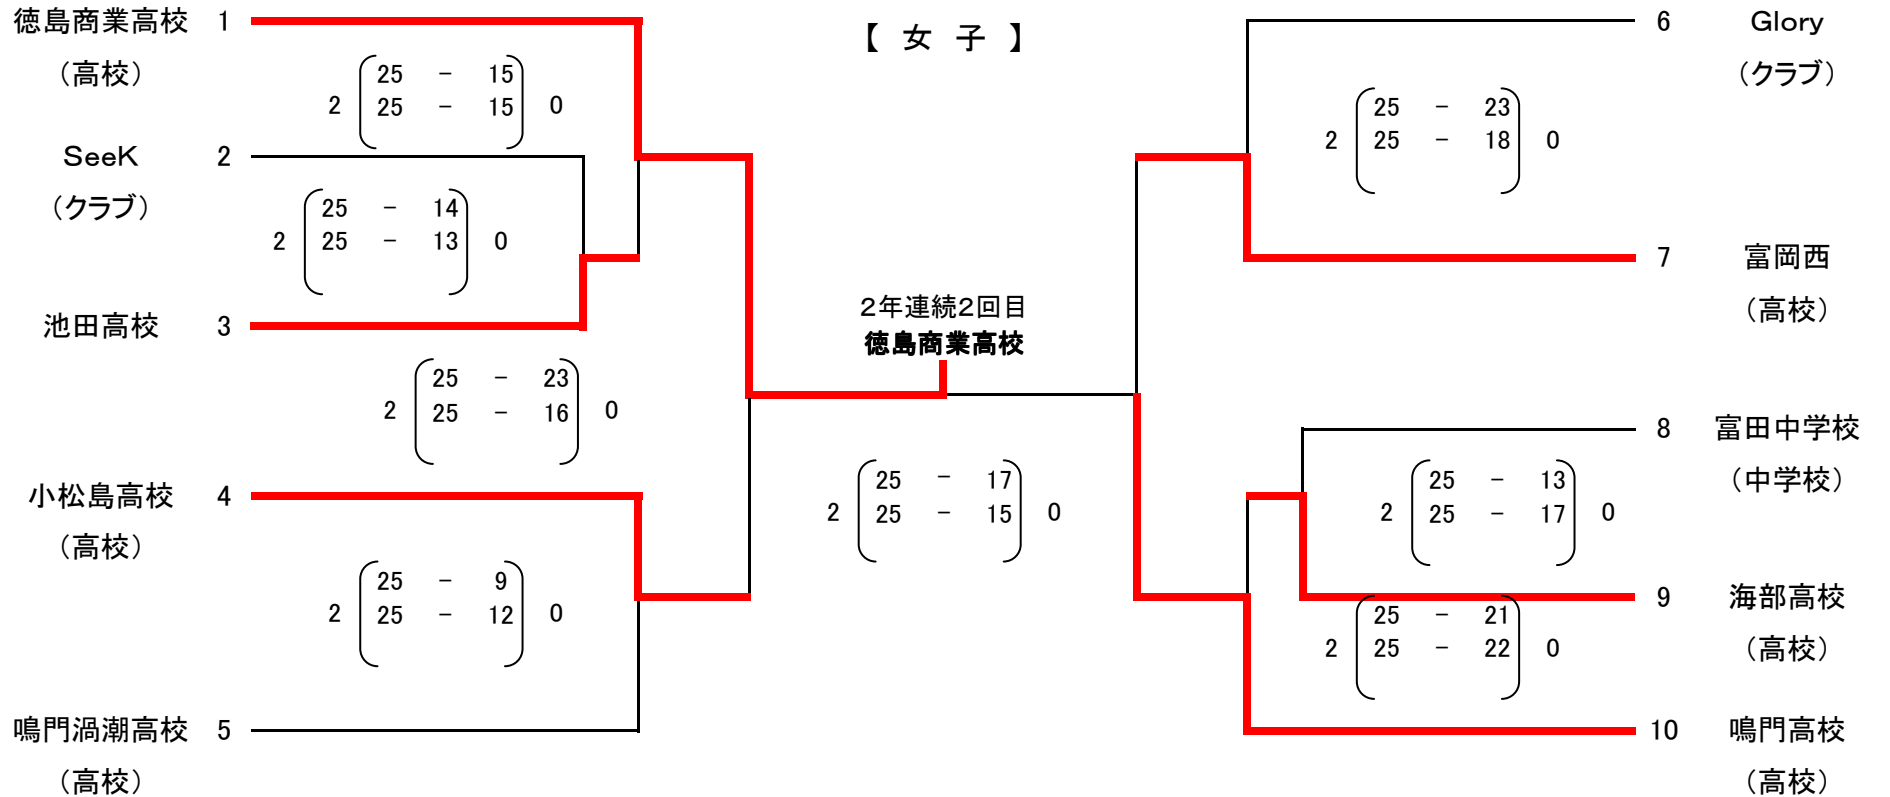 【 女 子 】
徳島商業高校 1
（高校）
25 - 15
2 25 - 15 0
SeeK 2
（クラブ）
25 - 14
2 25 - 13 0
池田高校 3
25 - 23
2 25 - 16 0
小松島高校 4
（高校）
25 - 9
2 25 - 12 0
鳴門渦潮高校 5
（高校）
2年連続2回目
徳島商業高校
25 - 17
2 25 - 15 0
6 Glory
（クラブ）
25 - 23
2 25 - 18 0
7 富岡西
（高校）
8 富田中学校
（中学校）
25 - 13
2 25 - 17 0
9 海部高校
（高校）
25 - 21
2 25 - 22 0
10 鳴門高校
（高校）